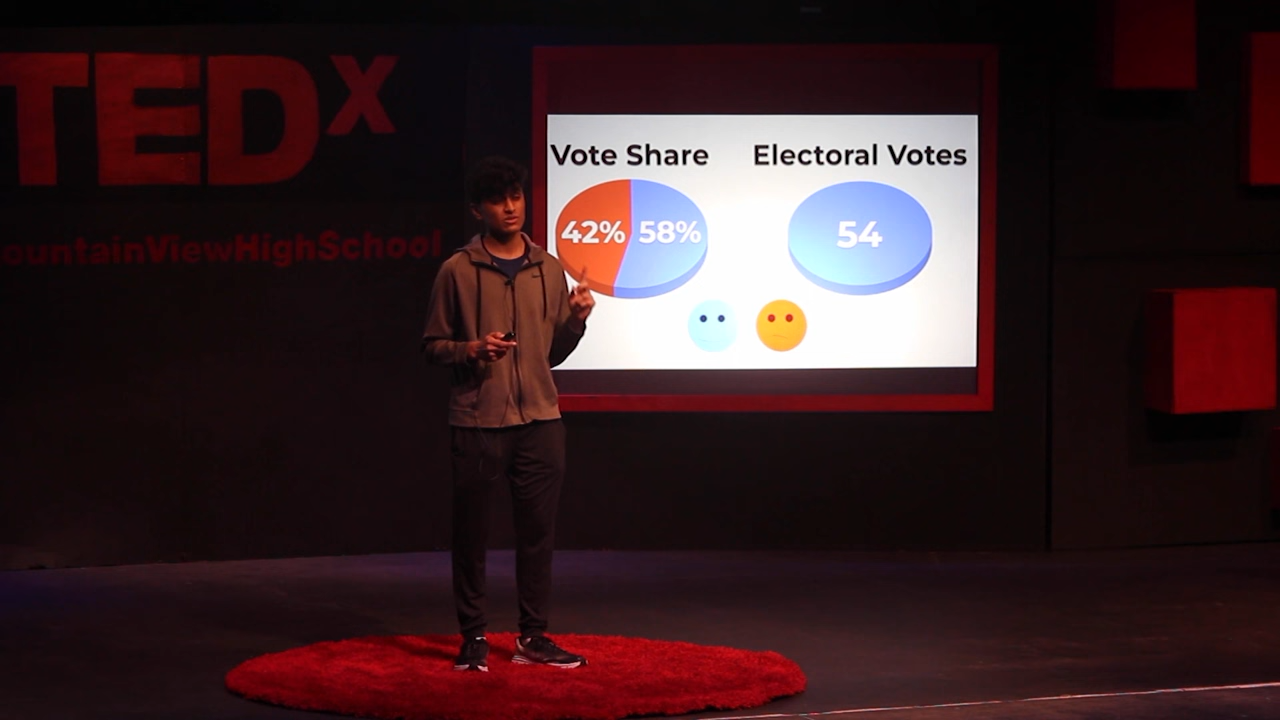 TEDx
ountainViewHighSchool
Vote Share
Electoral Votes
42% 58%
54